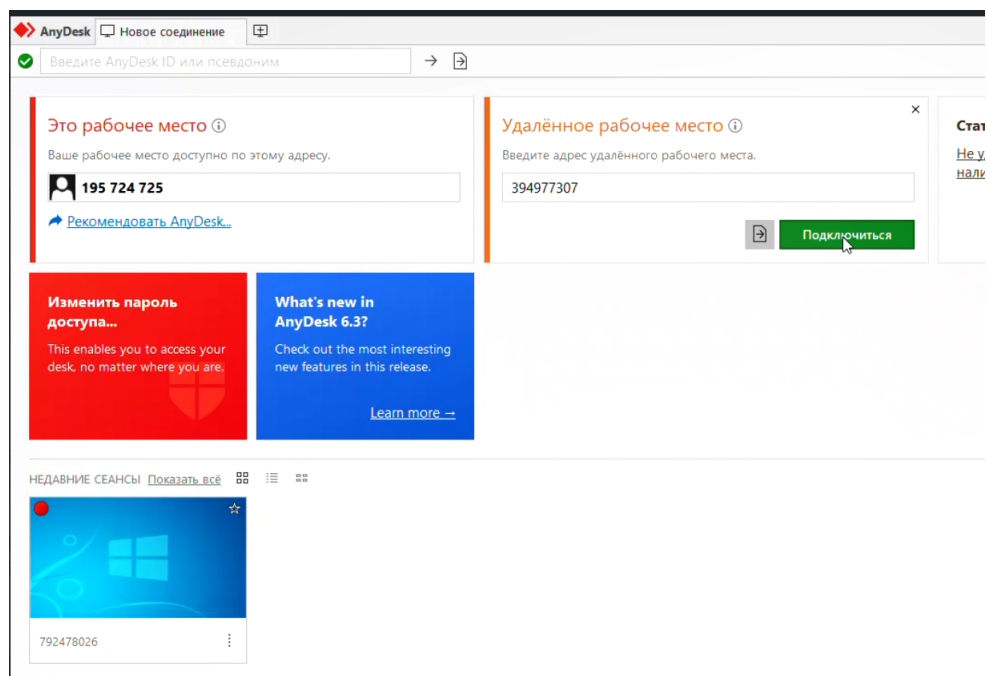 AnyDesk
Новое соединение
Введите AnyDesk ID или псевдоним
Это рабочее место
Ваше рабочее место доступно по этому адресу.
195 724 725
Рекомендовать AnyDesk...
Удалённое рабочее место
Введите адрес удалённого рабочего места.
394977307
Подключиться
Стат
Не у
нали
Изменить пароль
доступа...
This enables you to access your
desk, no matter where you are.
What's new in
AnyDesk 6.3?
Check out the most interesting
new features in this release.
Learn more →
НЕДАВНИЕ СЕАНСЫ Показать всё
792478026